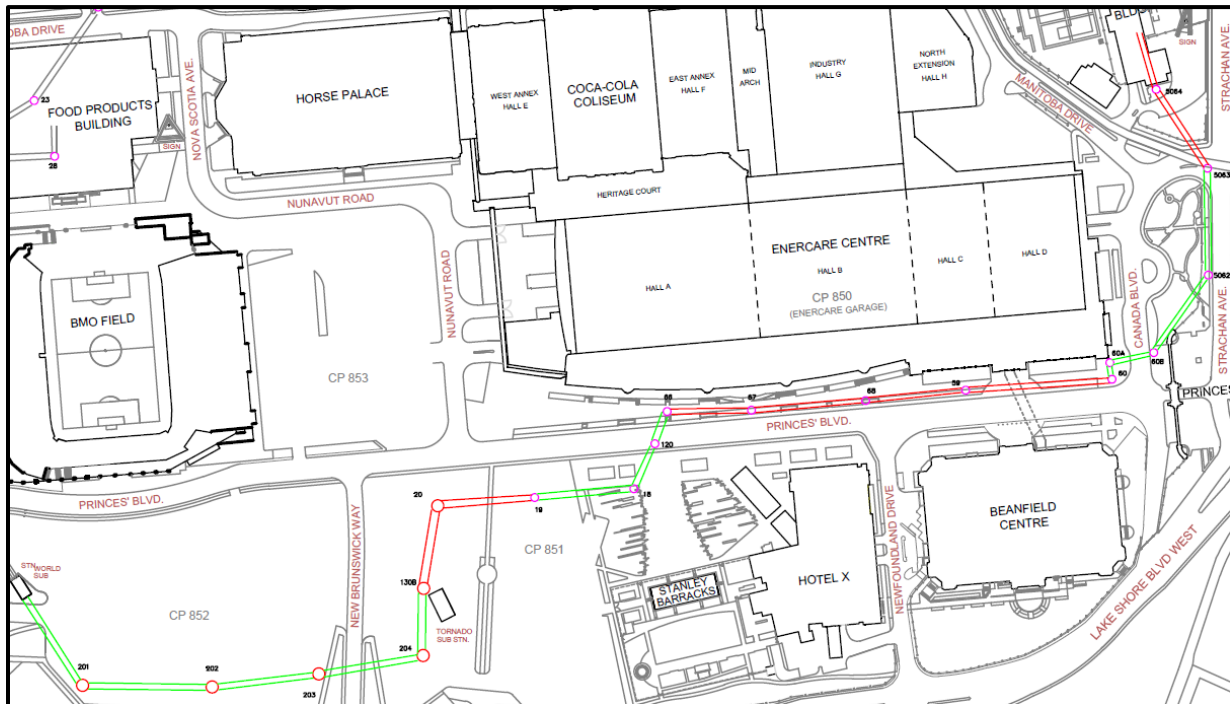 OBA DRIVE
23
FOOD PRODUCTS
BUILDING
28
SIGN
NOVA SCOTIA AVE.
HORSE PALACE
WEST ANNEX
HALL E
COCA-COLA
COLISEUM
EAST ANNEX
HALL F
MID
ARCH
INDUSTRY
HALL G
NORTH
EXTENSION
HALL H
SIGN
STRACHAN AVE.
MANITOBA DRIVE
5064
5063
HERITAGE COURT
NUNAVUT ROAD
NUNAVUT ROAD
ENERCARE CENTRE
HALL A
HALL B
HALL C
HALL D
CP 850
(ENERCARE GARAGE)
CANADA BLVD.
5062
STRACHAN AVE.
BMO FIELD
CP 853
60A
60B
60
PRINCES'
59
58
57
66
PRINCES' BLVD.
120
PRINCES' BLVD.
20
19
18
CP 851
NEW BRUNSWICK WAY
NEWFOUNDLAND DRIVE
BEANFIELD
CENTRE
HOTEL X
STANLEY
BARRACKS
LAKE SHORE BLVD WEST
STN.
WORLD
SUB
CP 852
130B
TORNADO
SUB STN.
204
201
202
203